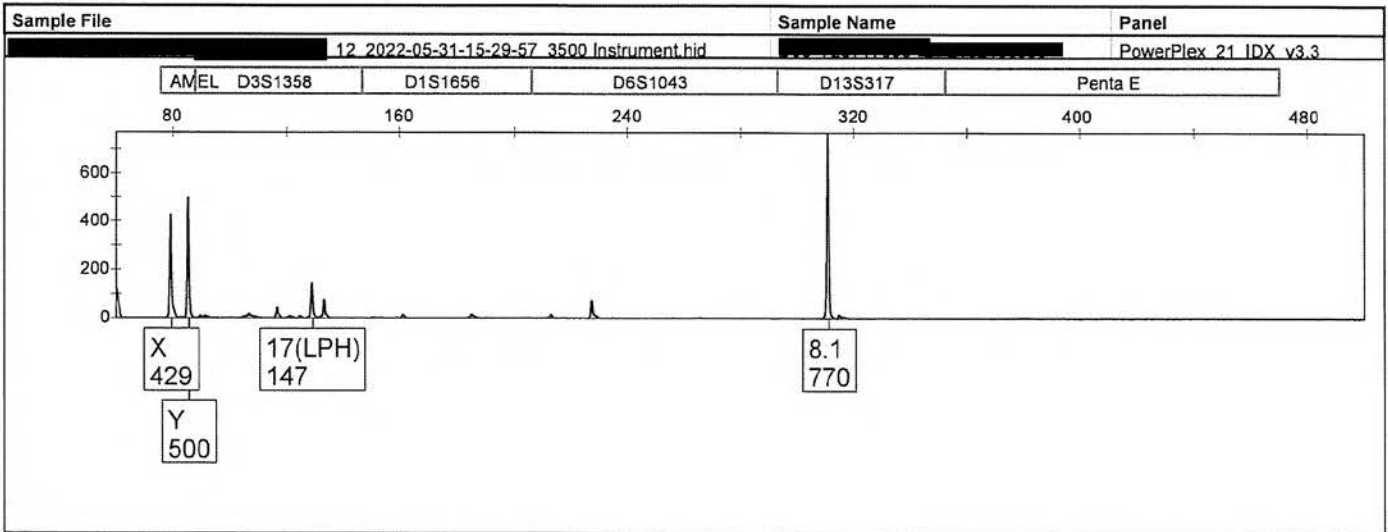 Sample File Sample Name Panel
12_2022-05-31-15-29-57_3500 Instrument.hid PowerPlex_21_IDX_v3.3
AMEL D3S1358 D1S1656 D6S1043 D13S317 Penta E
80 160 240 320 400 480
600
400
200
0
X
429
17(LPH)
147
8.1
770
Y
500